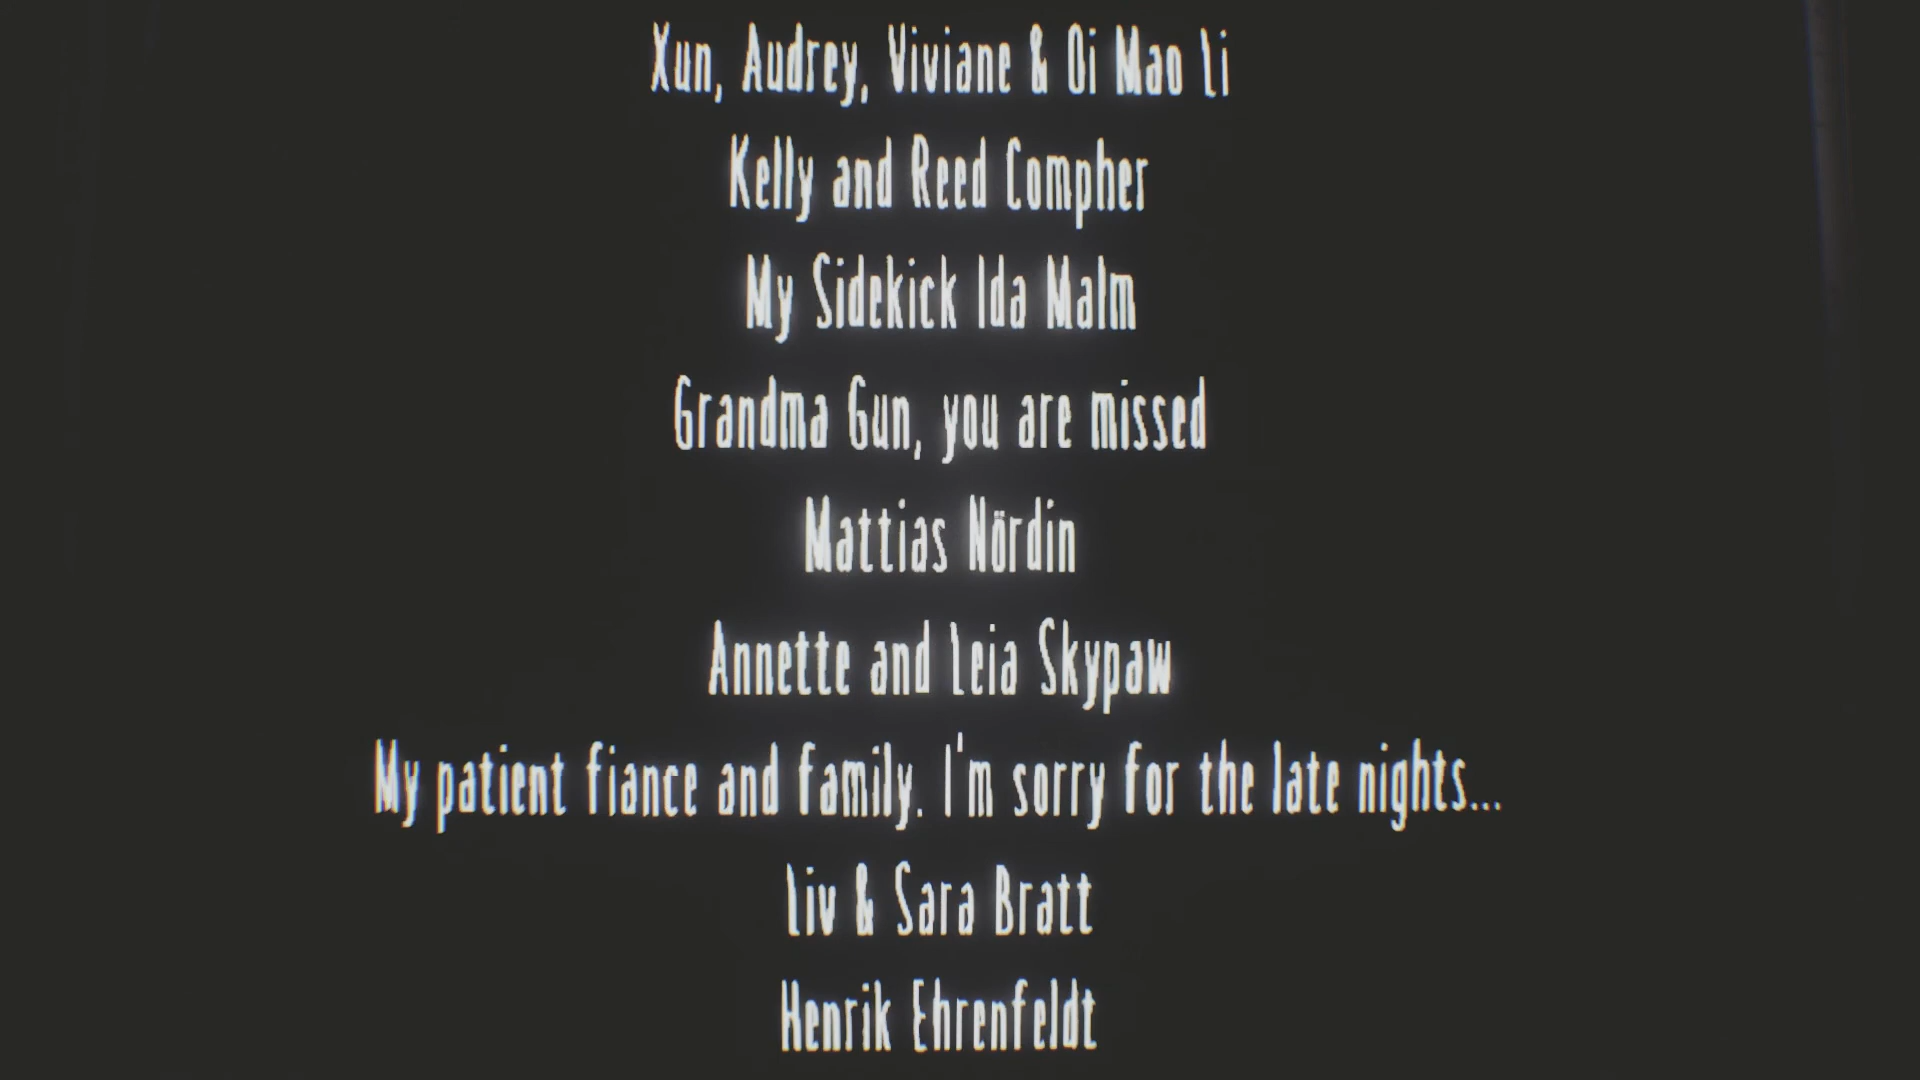 Xun, Audrey, Viviane & Oi Mao Li
Kelly and Reed Compher
My Sidekick Ida Malm
Grandma Gun, you are missed
Mattias Nördin
Annette and Leia Skypaw
My patient fiance and family. I'm sorry for the late nights...
Liv & Sara Bratt
Henrik Ehrenfeldt